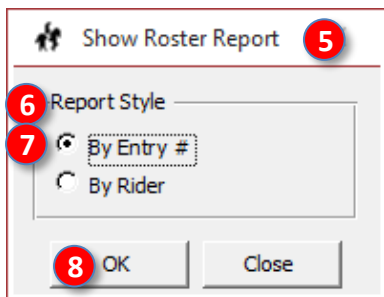 Show Roster Report 5
6 Report Style
7 By Entry #
By Rider
8 OK Close